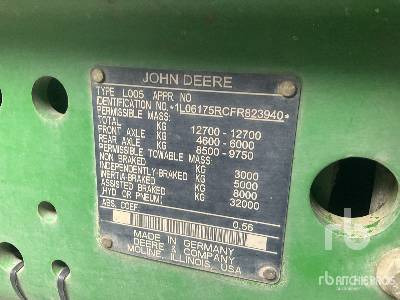 JOHN DEERE
TYPE L005 APPR NO
IDENTIFICATION NO.*1L06175RCFR823940*
PERMISSIBLE MASS:
TOTAL KG 12700 - 12700
FRONT AXLE KG 4600 - 6000
REAR AXLE KG 8500 - 9750
PERMISSIBLE TOWABLE MASS:
NON BRAKED KG 3000
INDEPENDENTLY-BRAKED KG 5000
INERTIA-BRAKED KG 8000
ASSISTED BRAKED KG 32000
(HYD OR PNEUM)
ABS. COEF. 0,56
MADE IN GERMANY
DEERE & COMPANY
MOLINE, ILLINOIS, USA
rb
rb
ritchie bros